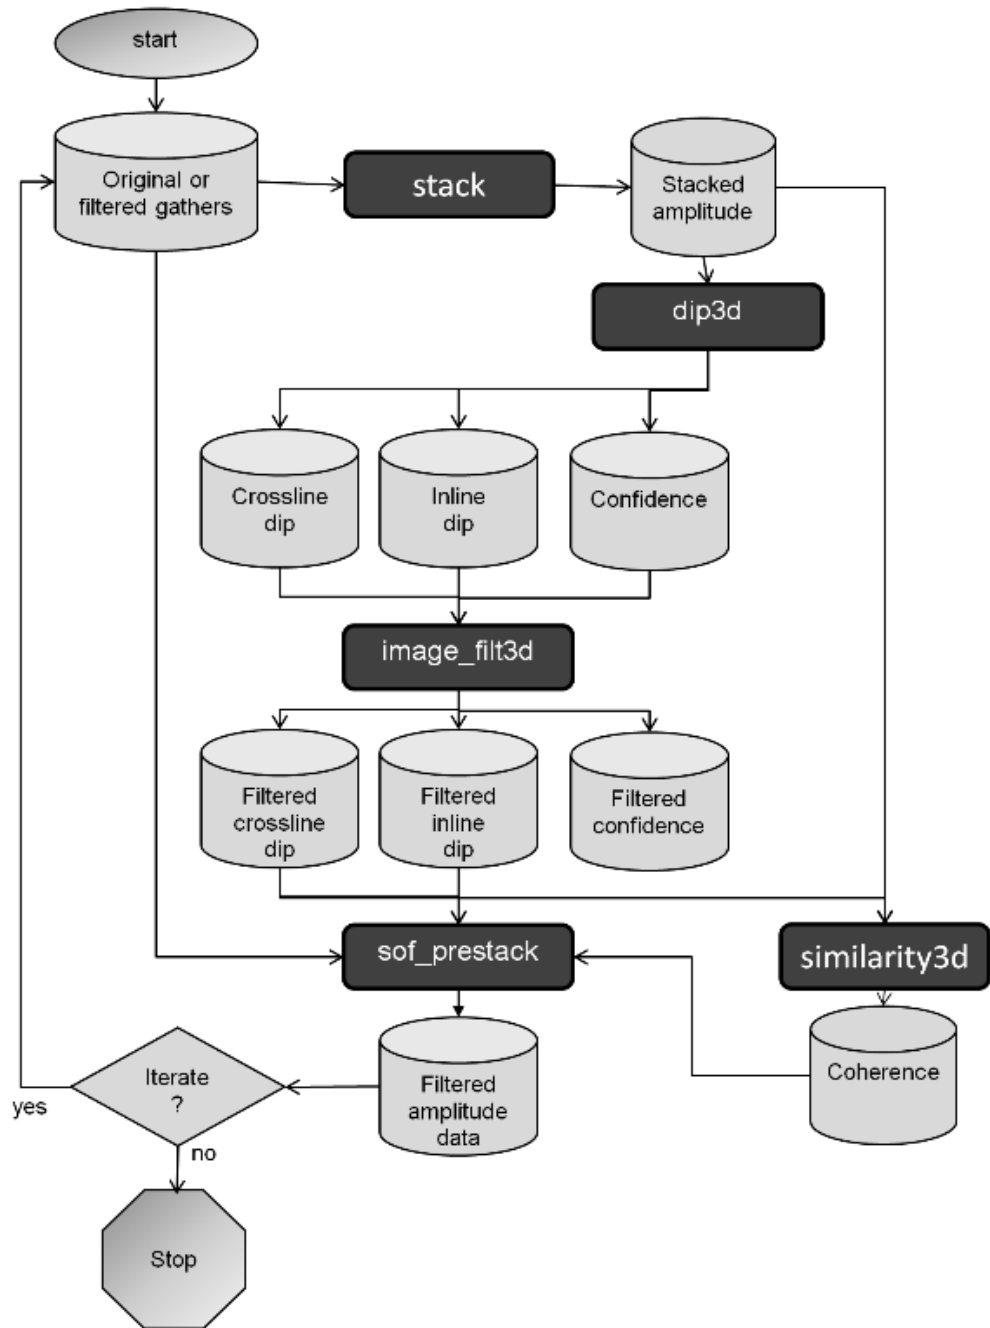 start
Original or
filtered gathers
stack
Stacked
amplitude
dip3d
Crossline
dip
Inline
dip
Confidence
image_filt3d
Filtered
crossline
dip
Filtered
inline
dip
Filtered
confidence
sof_prestack
similarity3d
Iterate
?
yes
no
Filtered
amplitude
data
Coherence
Stop